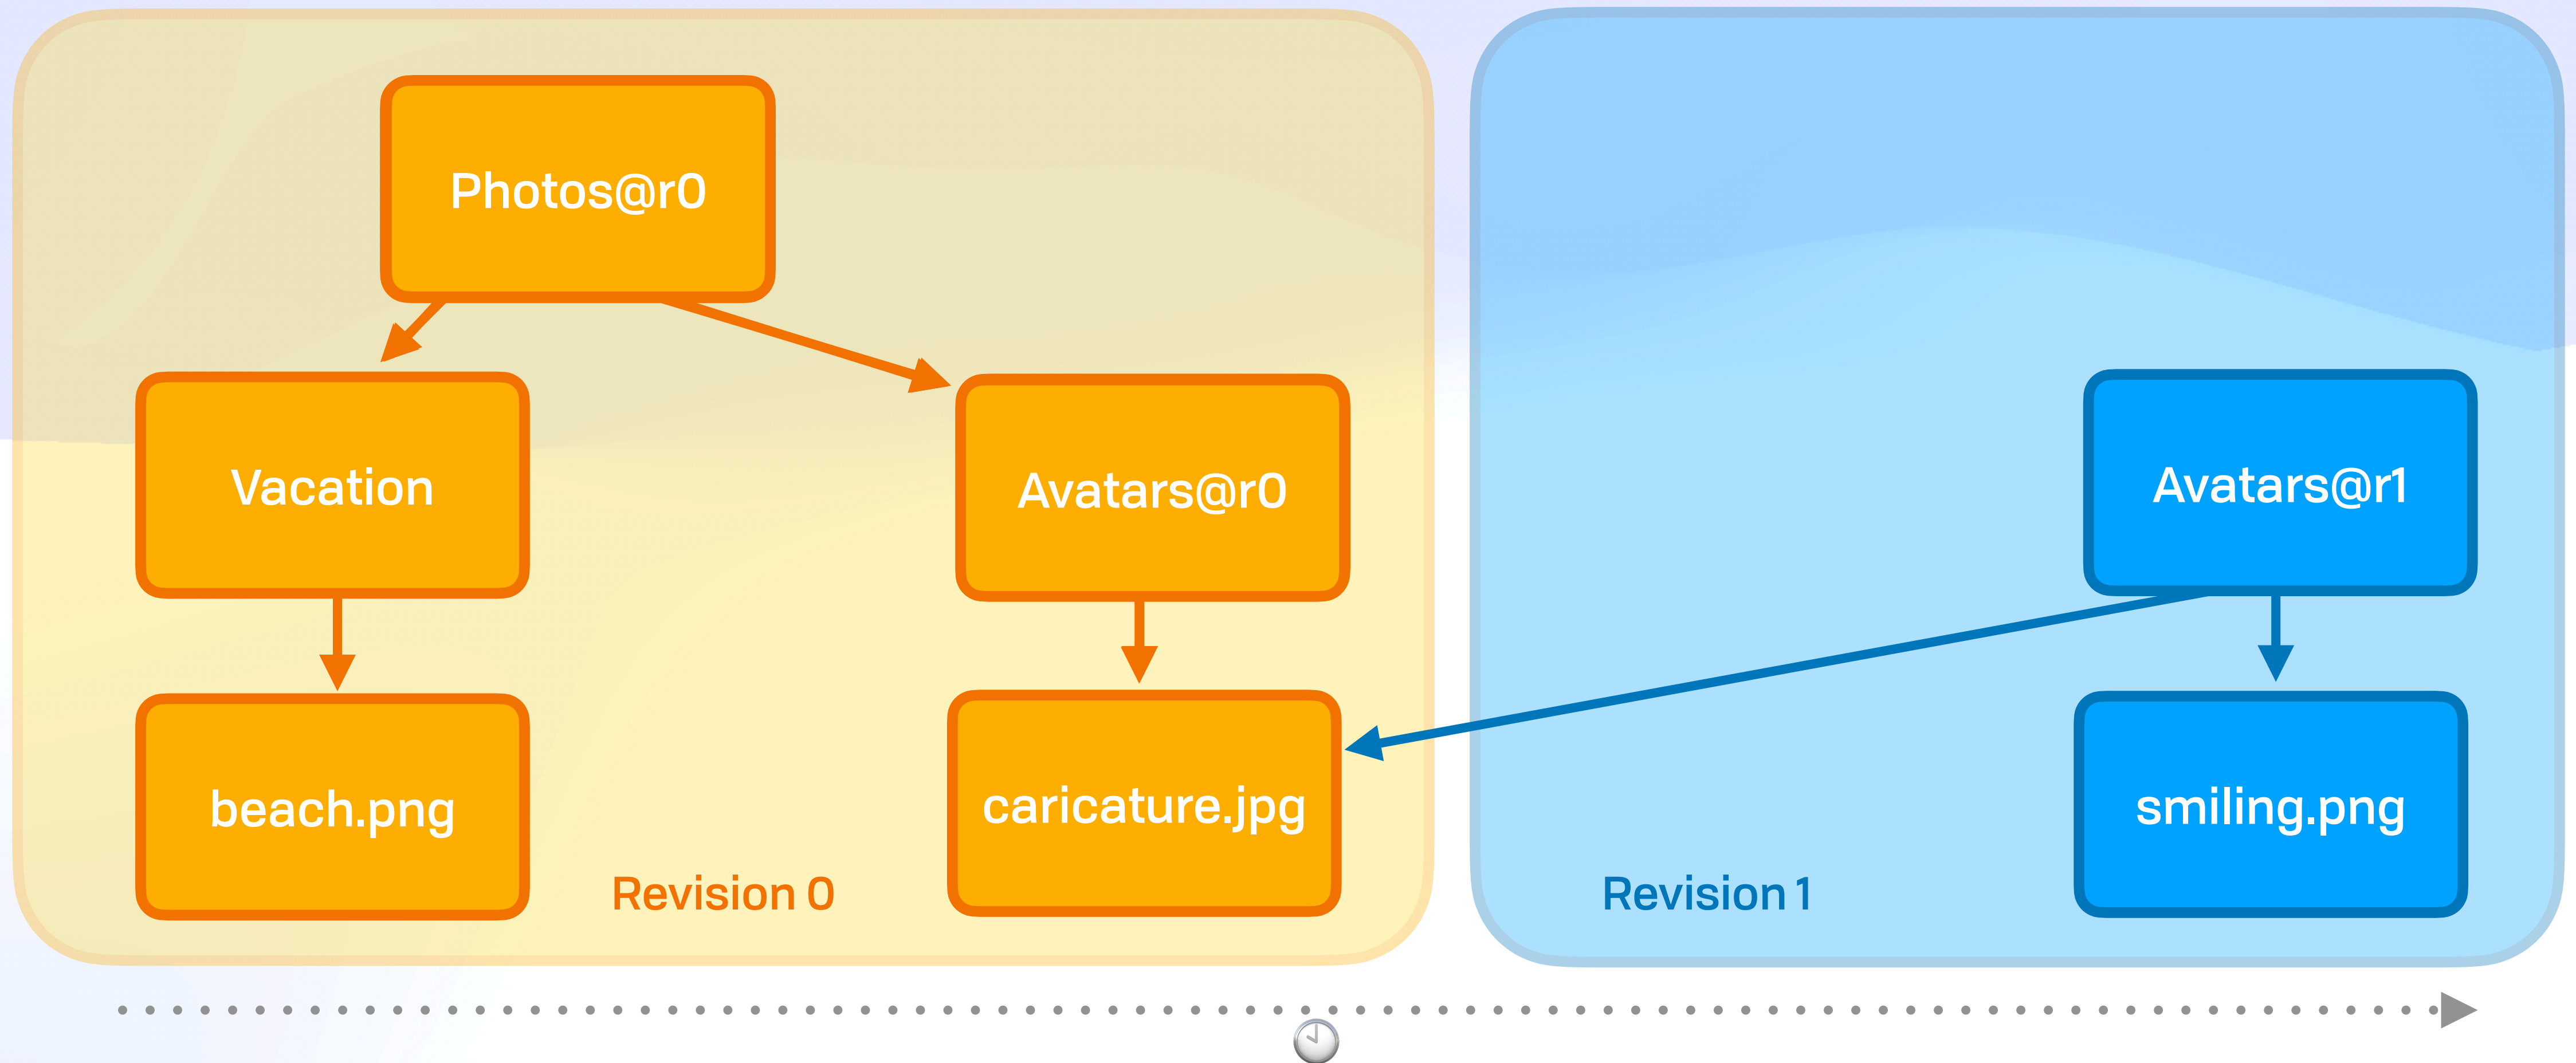 Photos@r0
Vacation
Avatars@r0
Avatars@r1
beach.png
caricature.jpg
smiling.png
Revision 0
Revision 1